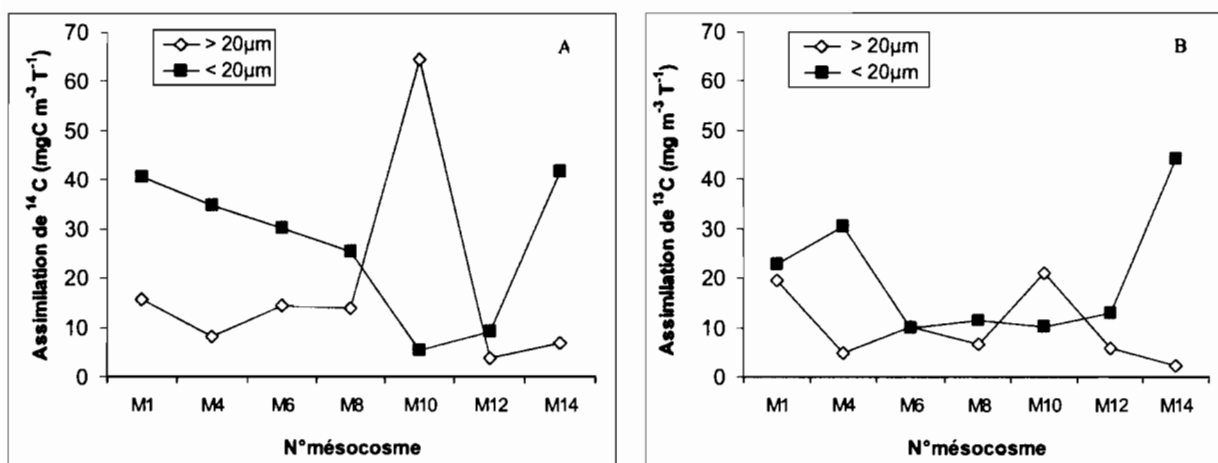 A
> 20µm
< 20µm
Assimilation de ¹⁴C (mgC m⁻³ T⁻¹)
70
60
50
40
30
20
10
0
M1 M4 M6 M8 M10 M12 M14
N°mésocosme
B
> 20µm
< 20µm
Assimilation de ¹³C (mg m⁻³ T⁻¹)
70
60
50
40
30
20
10
0
M1 M4 M6 M8 M10 M12 M14
N°mésocosme